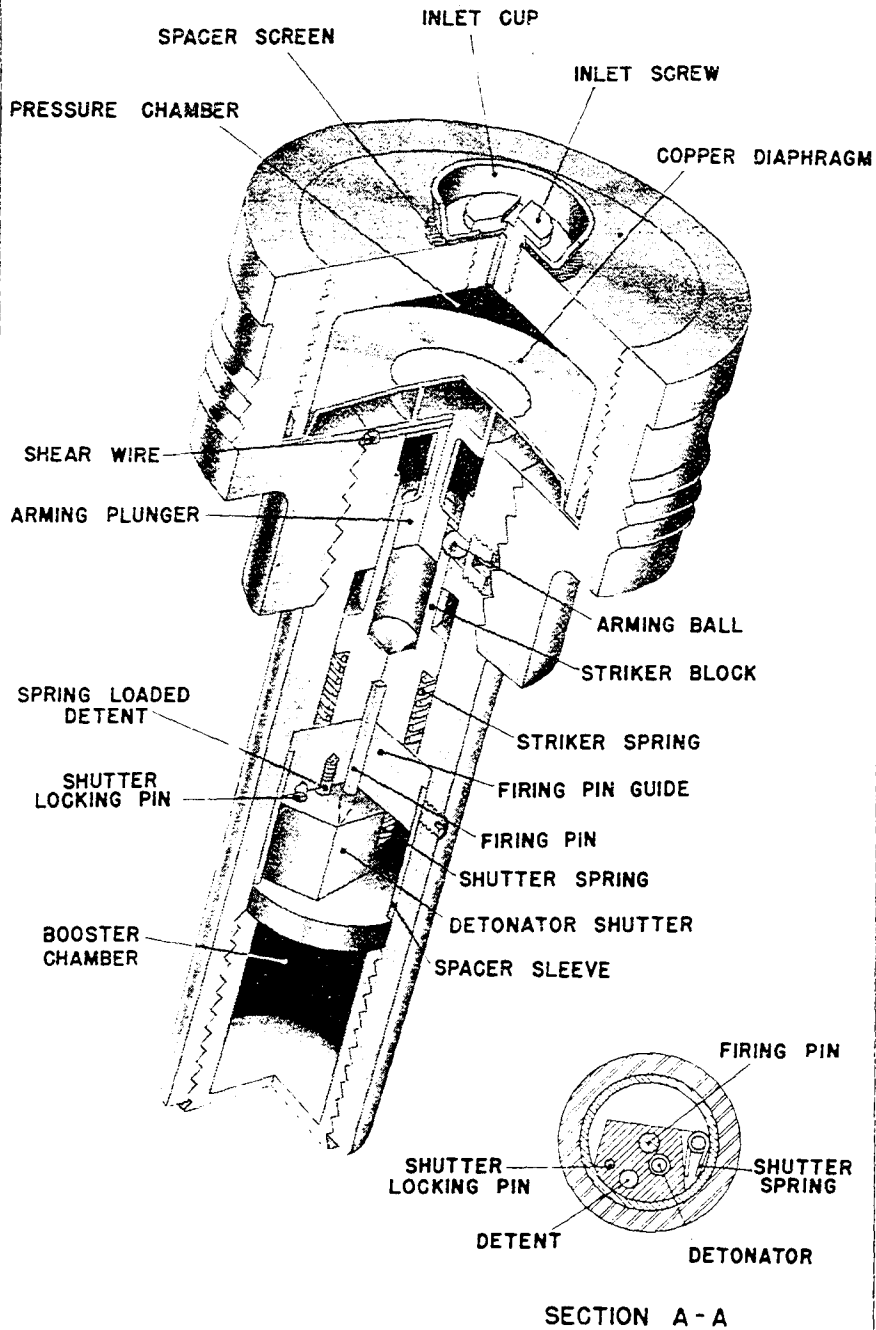 INLET CUP
SPACER SCREEN
INLET SCREW
PRESSURE CHAMBER
COPPER DIAPHRAGM
SHEAR WIRE
ARMING PLUNGER
ARMING BALL
STRIKER BLOCK
SPRING LOADED
DETENT
STRIKER SPRING
SHUTTER
LOCKING PIN
FIRING PIN GUIDE
FIRING PIN
SHUTTER SPRING
DETONATOR SHUTTER
BOOSTER
CHAMBER
SPACER SLEEVE
FIRING PIN
SHUTTER
LOCKING PIN
SHUTTER
SPRING
DETENT
DETONATOR
SECTION A-A